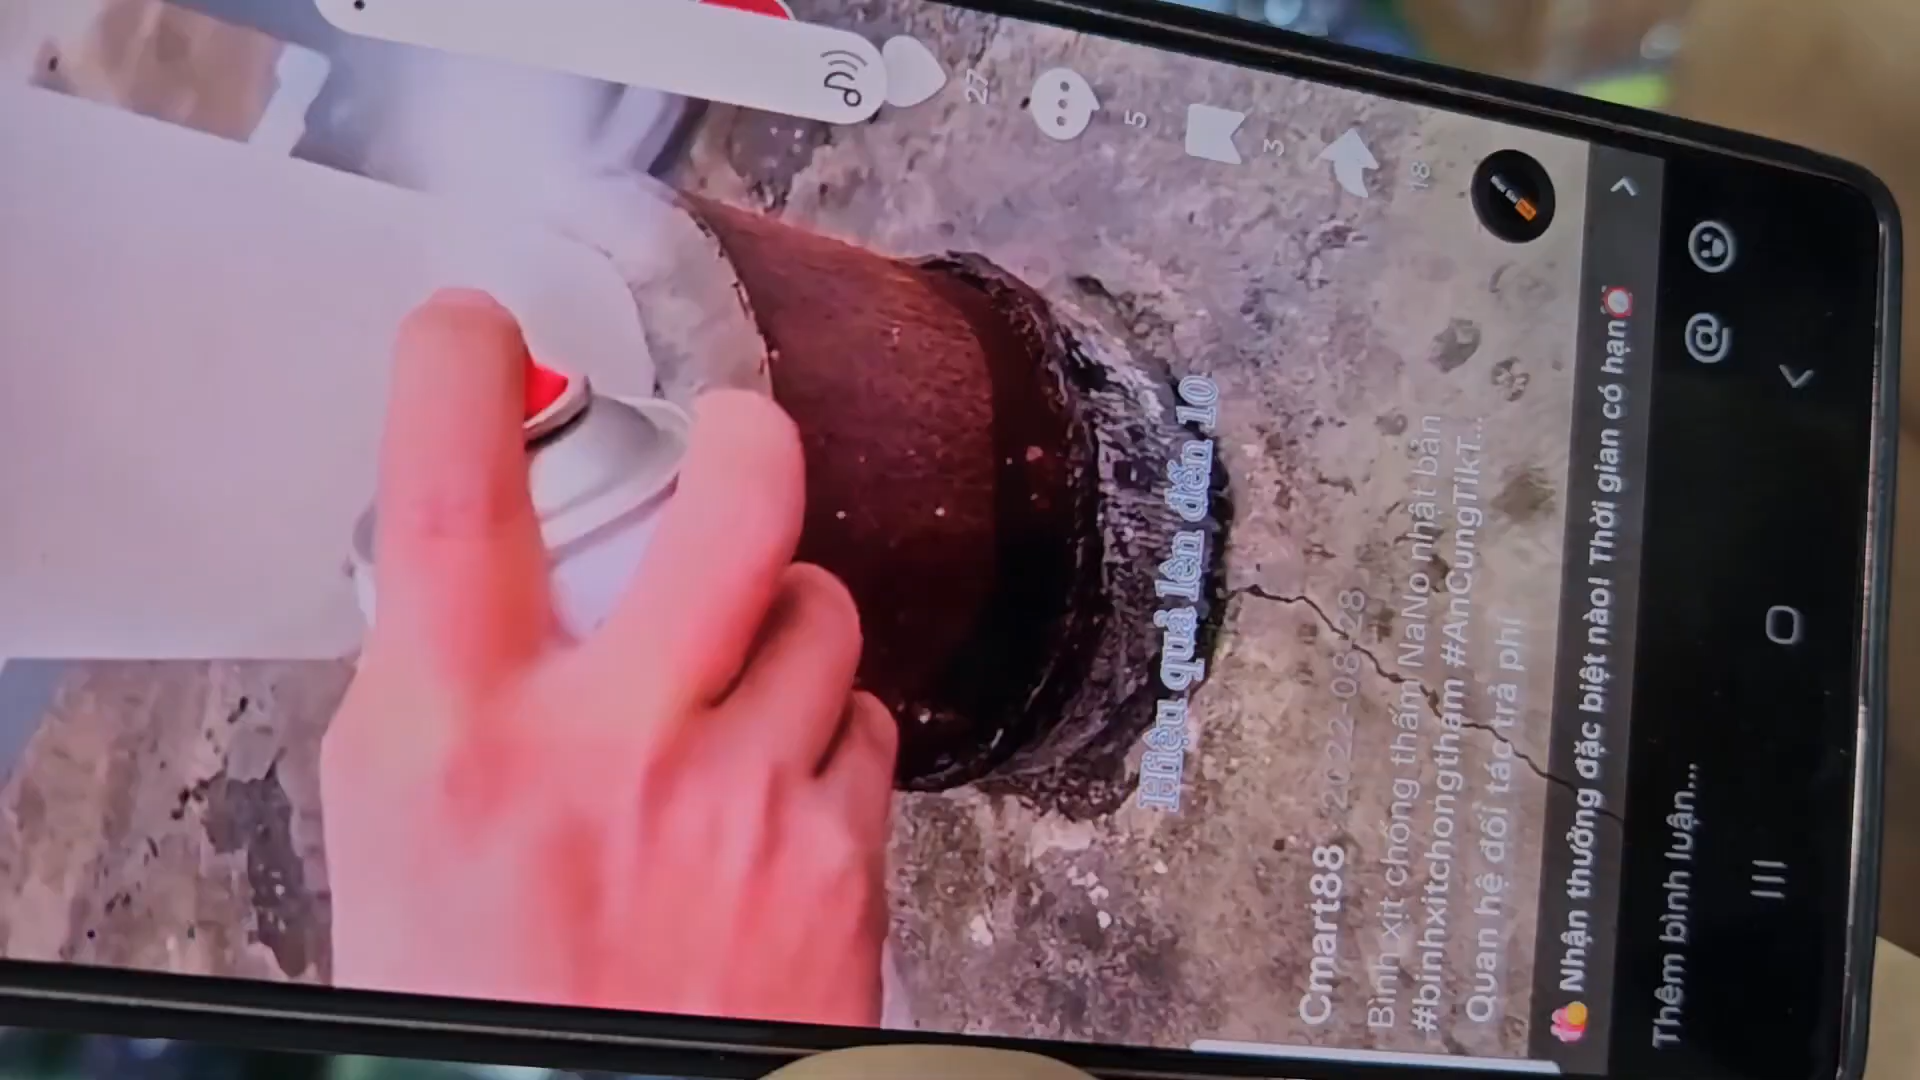 27
5
3
18
Hiệu quả lên đến 10
Cmart88 2022-08-28
Bình xịt chống thấm NaNo nhật bản
#binhxitchongtham #AnCungTikT...
Quan hệ đối tác trả phí
Nhận thưởng đặc biệt nào! Thời gian có hạn
Thêm bình luận...
@